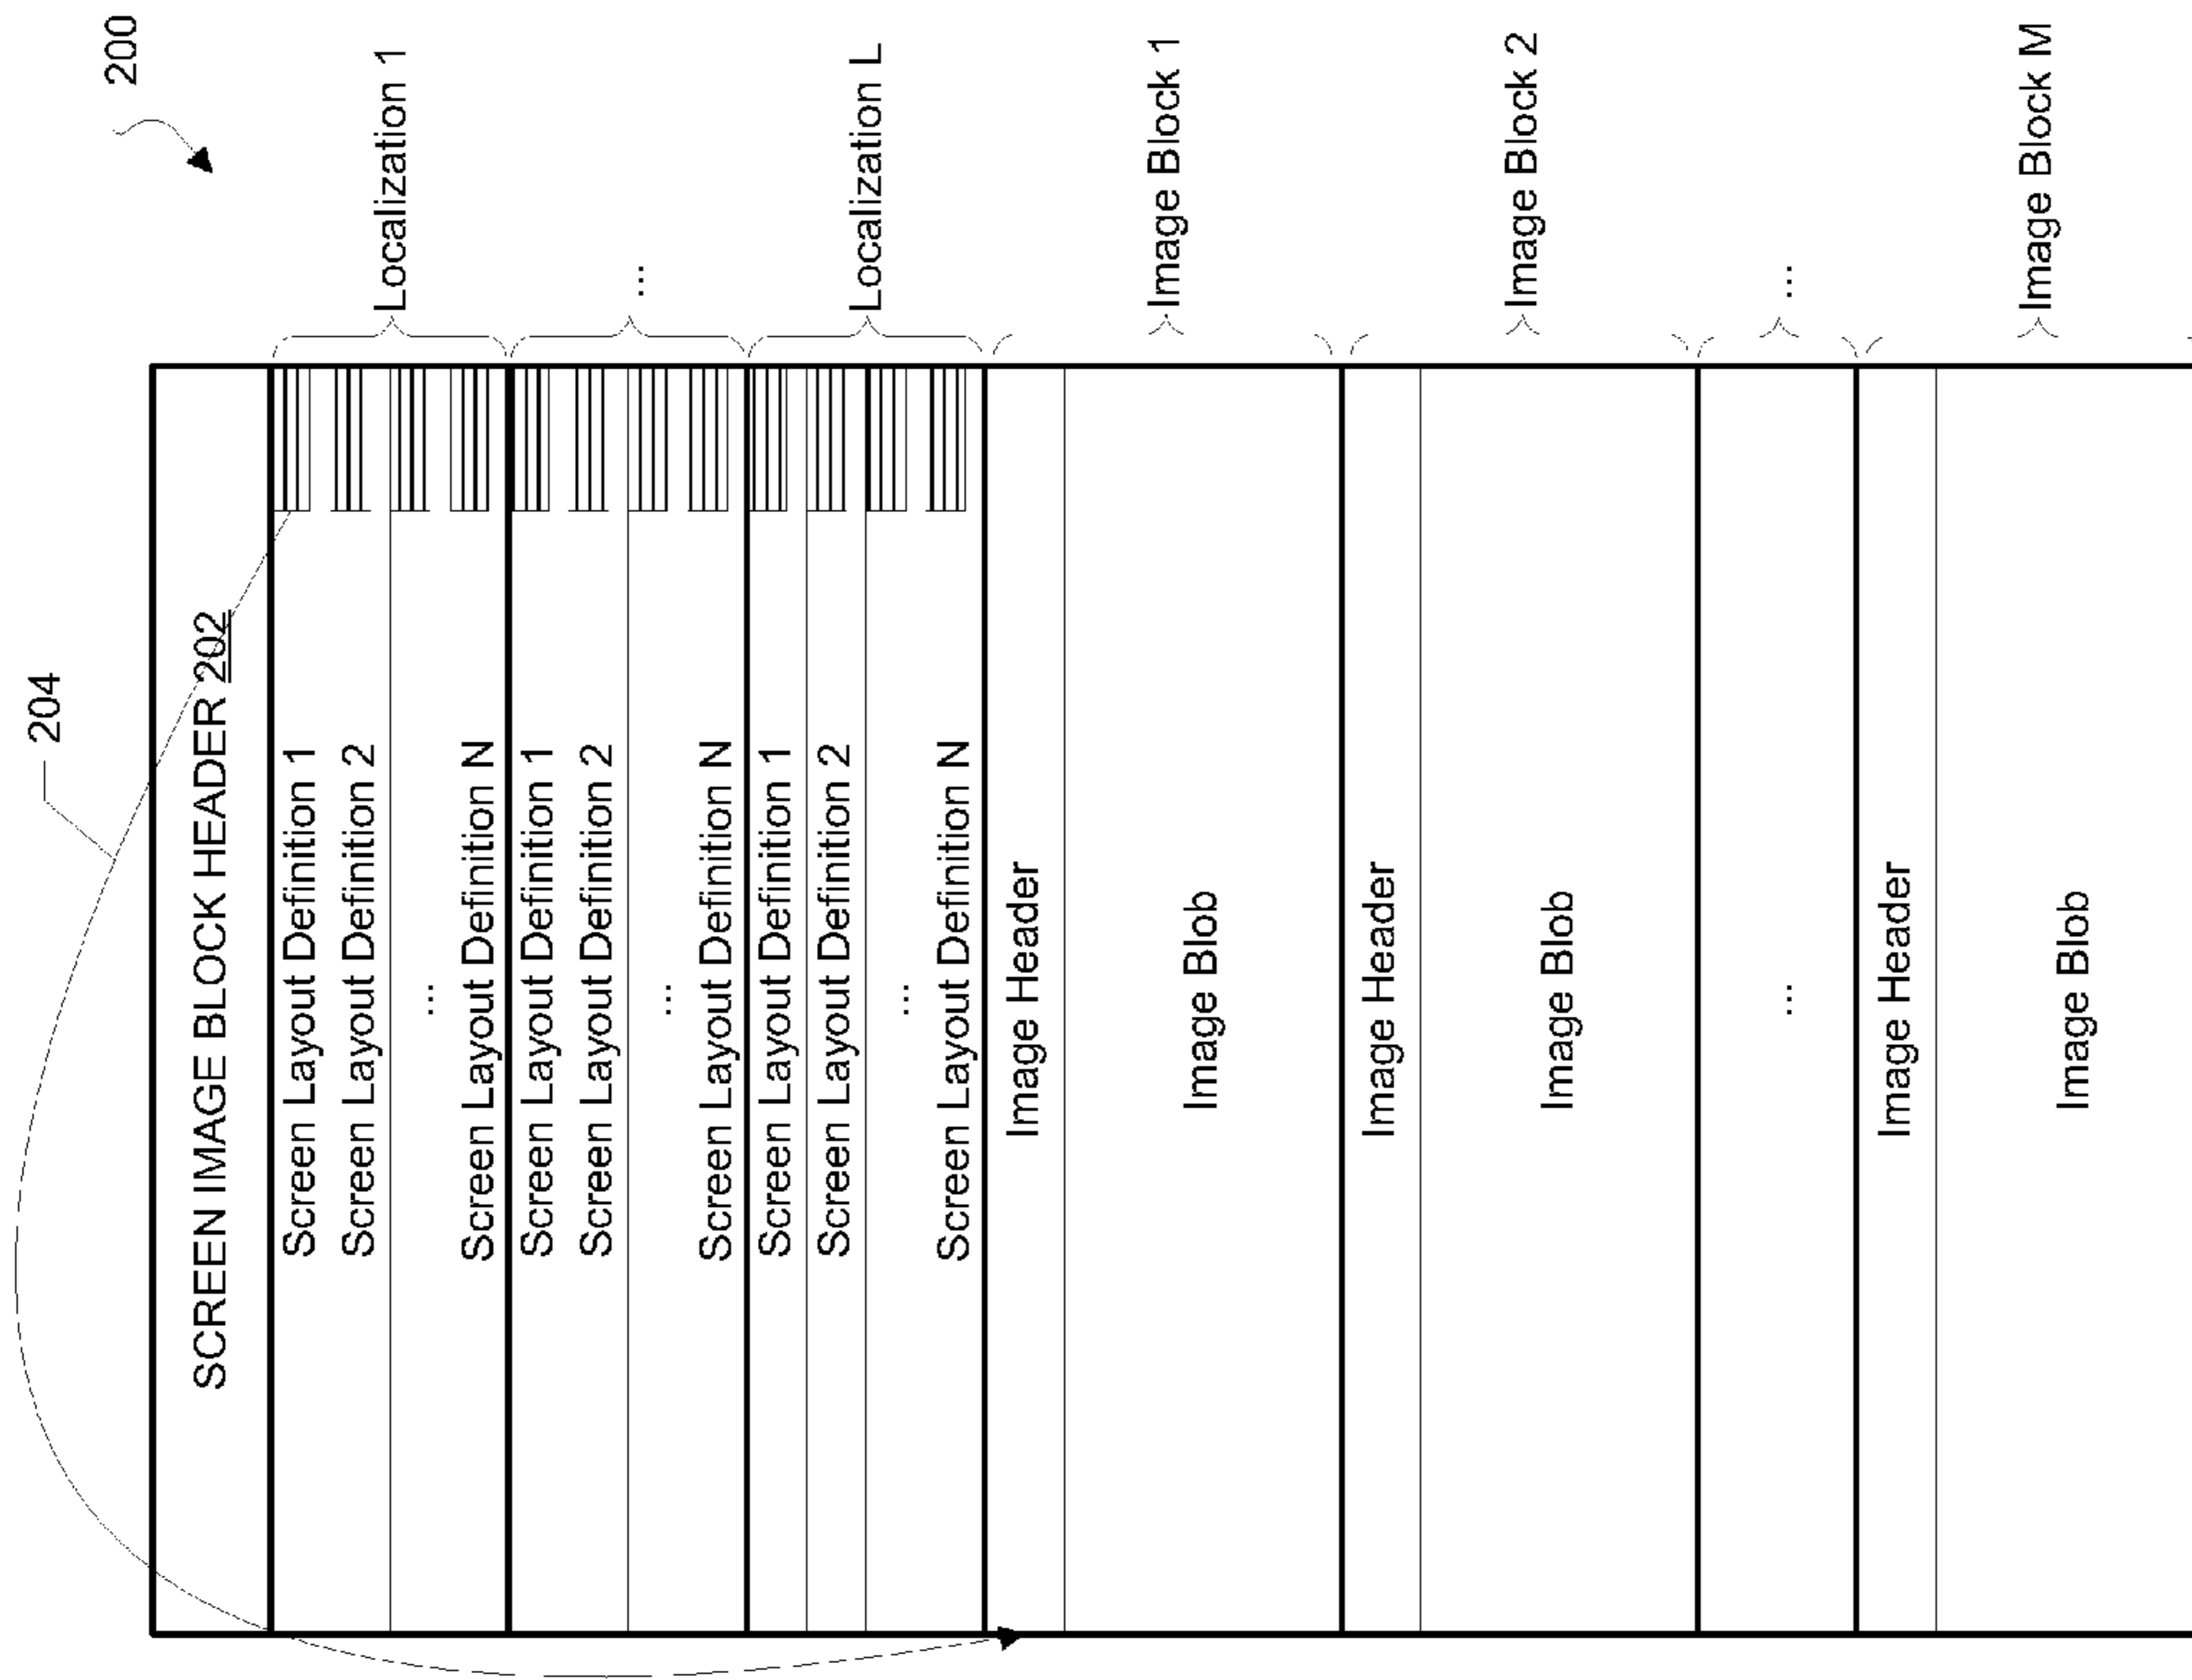 200
204
SCREEN IMAGE BLOCK HEADER 202
Screen Layout Definition 1
Screen Layout Definition 2
...
Screen Layout Definition N
Localization 1
Screen Layout Definition 1
Screen Layout Definition 2
...
Screen Layout Definition N
...
Screen Layout Definition 1
Screen Layout Definition 2
...
Screen Layout Definition N
Localization L
Image Header
Image Blob
Image Block 1
Image Header
Image Blob
Image Block 2
...
...
Image Header
Image Blob
Image Block M